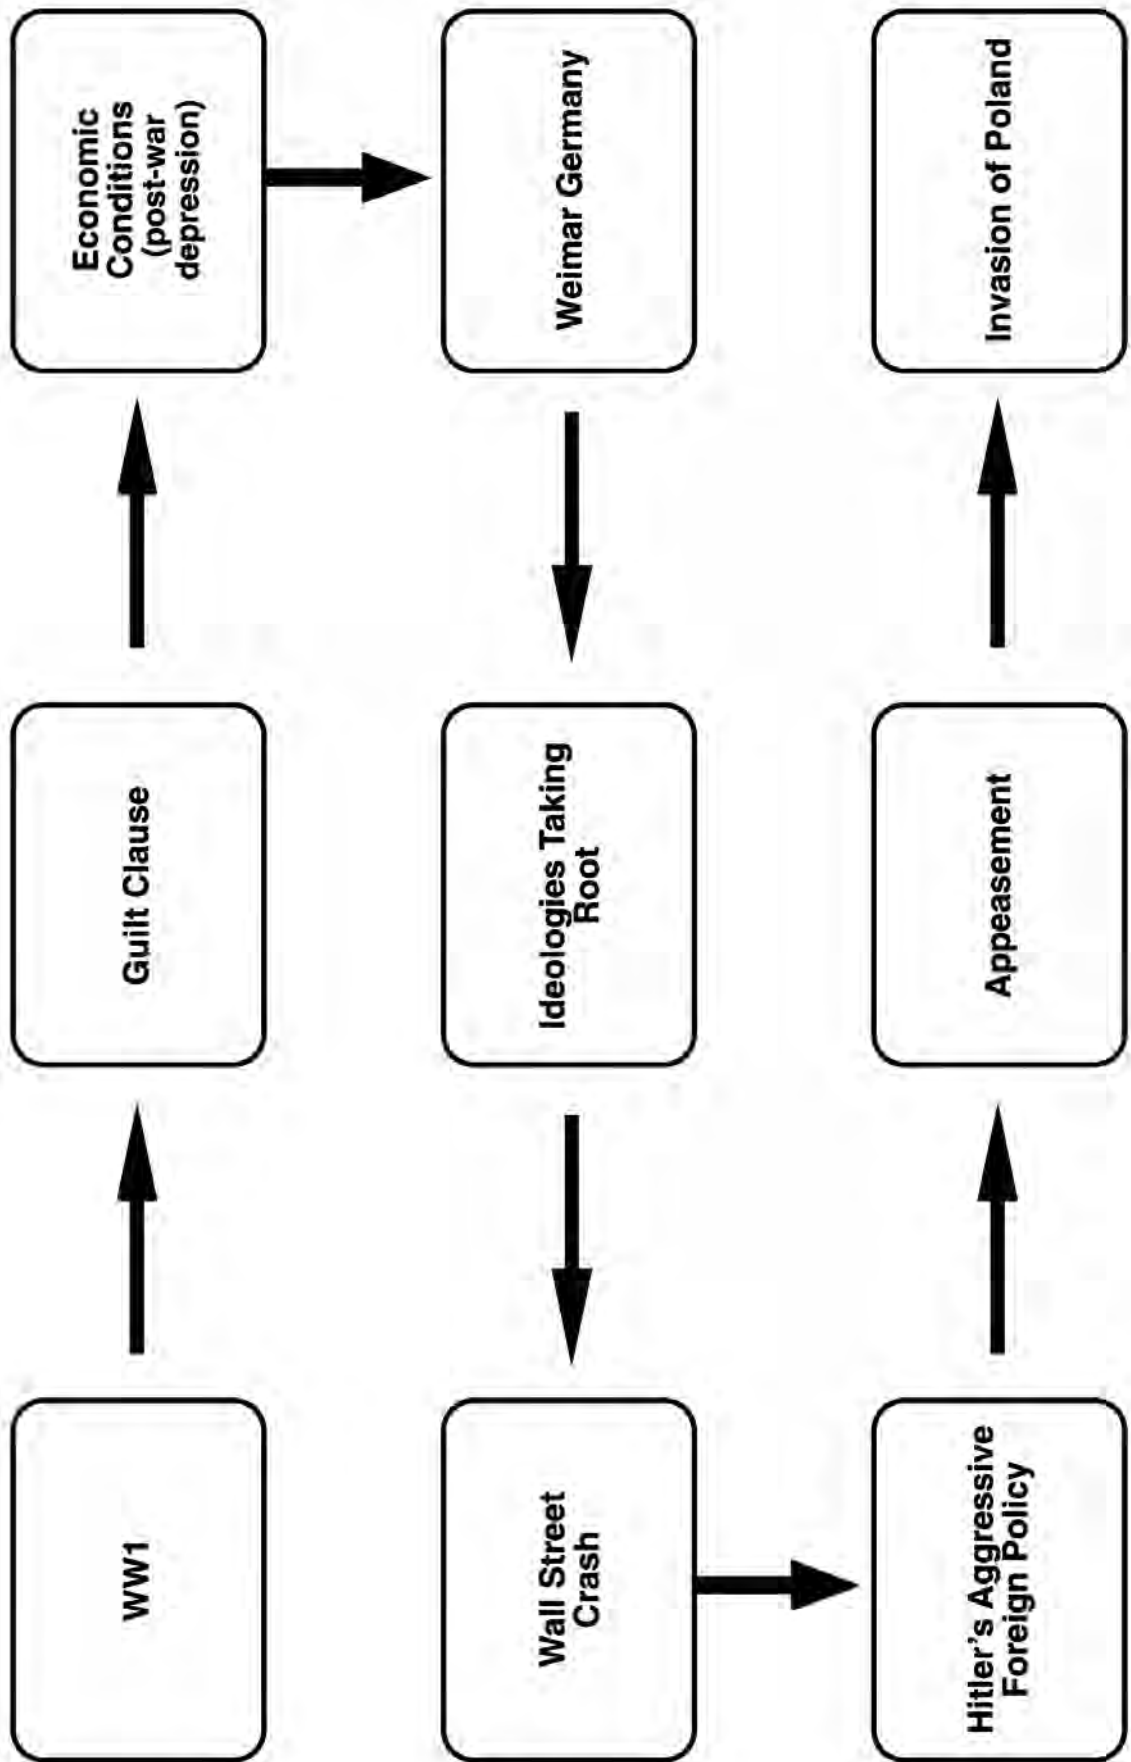 WW1
Guilt Clause
Economic
Conditions
(post-war
depression)
Weimar Germany
Ideologies Taking
Root
Wall Street
Crash
Hitler's Aggressive
Foreign Policy
Appeasement
Invasion of Poland